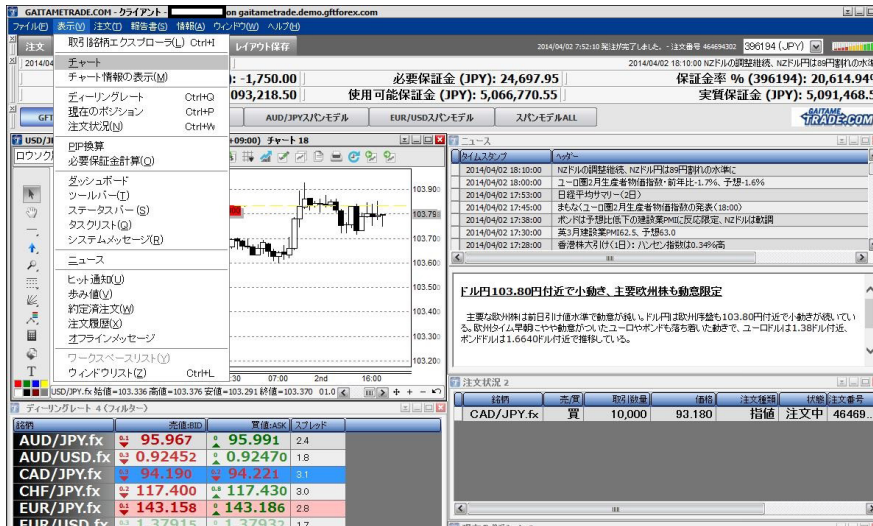 GAITAMETRADE.COM - クライアント -
on gaitametrade.demo.gftforex.com
ファイル(F) 表示(V) 注文(T) 報告書(S) 情報(A) ウィンドウ(W) ヘルプ(H)
注文
レイアウト保存
2014/04/02 7:52:10 発注が完了しました。 - 注文番号 464694302
396194 (JPY)
2014/04
2014/04/02 18:10:00 NZドルの調整継続、NZドル円は89円割れの水準
: -1,750.00
必要保証金 (JPY): 24,697.95
保証金率 % (396194): 20,614.94%
093,218.50
使用可能保証金 (JPY): 5,066,770.55
実質保証金 (JPY): 5,091,468.5
GFT
AUD/JPYスパンモデル
EUR/USDスパンモデル
スパンモデルALL
GAITAME
TRADE.COM
取引銘柄エクスプローラ(L) Ctrl+I
チャート
チャート情報の表示(M)
ディーリングレート Ctrl+Q
現在のポジション Ctrl+P
注文状況(N) Ctrl+W
PIP換算
必要保証金計算(O)
ダッシュボード
ツールバー(T)
ステータスバー (S)
タスクリスト(Q)
システムメッセージ(R)
ニュース
ヒット通知(U)
歩み値(V)
約定済注文(W)
注文履歴(X)
オフラインメッセージ
ワークスペースリスト(Y)
ウィンドウリスト(Z) Ctrl+L
USD/J
+09:00) チャート 18
ロウソク
103.900
103.700
103.600
103.400
103.300
103.200
:30 07:00 2nd 16:00
USD/JPY.fx 始値=103.336 高値=103.376 安値=103.291 終値=103.370 01.0
ニュース
タイムスタンプ ヘッダー
2014/04/02 18:10:00 NZドルの調整継続、NZドル円は89円割れの水準に
2014/04/02 18:00:00 ユーロ圏2月生産者物価指数・前年比-1.7%、予想-1.6%
2014/04/02 17:53:00 日経平均サマリー(2日)
2014/04/02 17:45:00 まもなくユーロ圏2月生産者物価指数の発表(18:00)
2014/04/02 17:38:00 ポンドは予想比低下の建設業PMIに反応限定、NZドルは軟調
2014/04/02 17:30:00 英3月建設業PMI62.5、予想63.0
2014/04/02 17:28:00 香港株大引け(1日): ハンセン指数は0.34%高
ドル円103.80円付近で小動き、主要欧州株も動意限定
主要な欧州株は前日引け値水準で動意が鈍い。ドル円は欧州序盤も103.80円付近で小動きが続いてい
る。欧州タイム早朝にやや動意がついたユーロやポンドも落ち着いた動きで、ユーロドルは1.38ドル付近、
ポンドドルは1.6640ドル付近で推移している。
注文状況 2
銘柄 売/買 取引数量 価格 注文種類 状態 注文番号
CAD/JPY.fx 買 10,000 93.180 指値 注文中 46469...
ディーリングレート 4 (フィルター)
銘柄 売値:BID 買値:ASK スプレッド
AUD/JPY.fx 95.967 95.991 2.4
AUD/USD.fx 0.92452 0.92470 1.8
CAD/JPY.fx 94.190 94.221 3.1
CHF/JPY.fx 117.400 117.430 3.0
EUR/JPY.fx 143.158 143.186 2.8
EUR/USD.fx 1.37915 1.37932 1.7